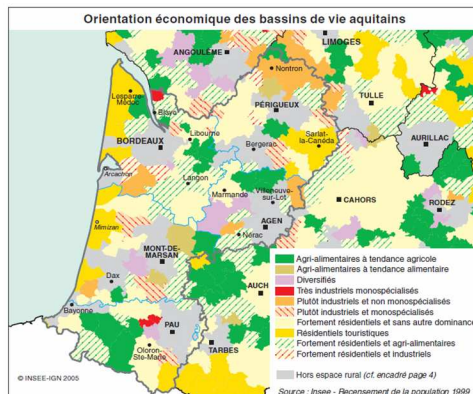 Orientation économique des bassins de vie aquitains
LIMOGES
ANGOULÊME
Nontron
Lesparre-
Médoc
TULLE
Blaye
PÉRIGUEUX
Libourne
AURILLAC
BORDEAUX
Bergerac
Sarlat-
la-Canéda
Arcachon
Langon
Marmande
Villeneuve-
sur-Lot
CAHORS
RODEZ
Mimizan
AGEN
Nérac
MONT-DE-
MARSAN
Dax
AUCH
Bayonne
PAU
Oloron-
Ste-Marie
TARBES
Agri-alimentaires à tendance agricole
Agri-alimentaires à tendance alimentaire
Diversifiés
Très industriels monospécialisés
Plutôt industriels et non monospécialisés
Plutôt industriels et monospécialisés
Fortement résidentiels et sans autre dominance
Résidentiels touristiques
Fortement résidentiels et agri-alimentaires
Fortement résidentiels et industriels
Hors espace rural (cf. encadré page 4)
© INSEE-IGN 2005
Source : Insee - Recensement de la population 1999